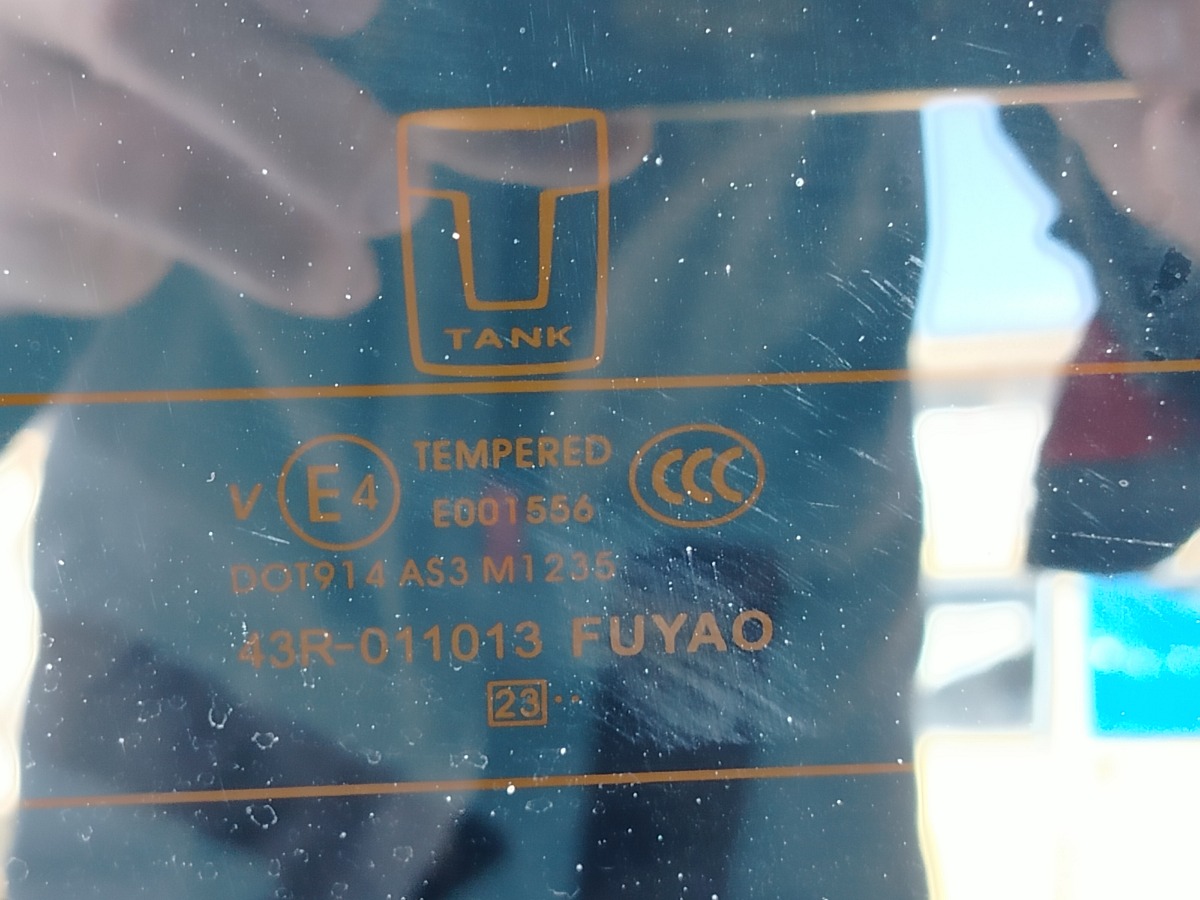 TANK
V E4 TEMPERED CCC
E001556
DOT914 AS3 M1235
43R-011013 FUYAO
23··